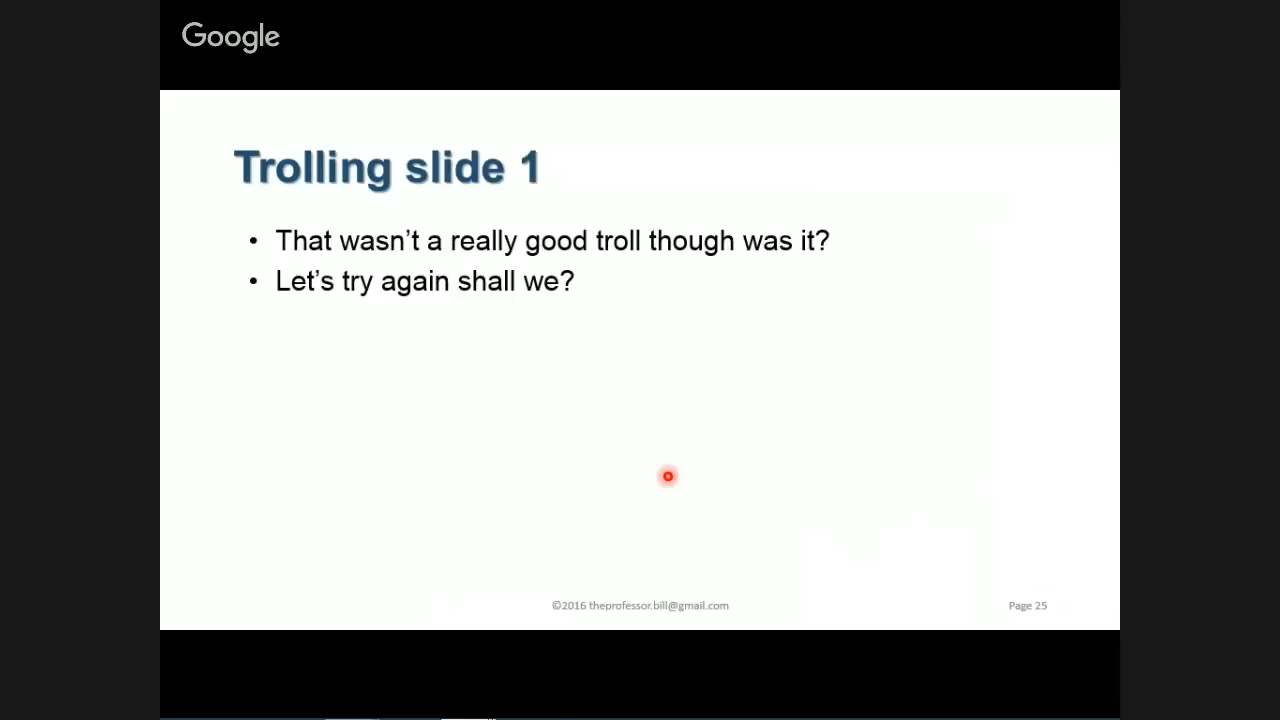 Google
Trolling slide 1
• That wasn’t a really good troll though was it?
• Let’s try again shall we?
©2016 theprofessor.bill@gmail.com
Page 25